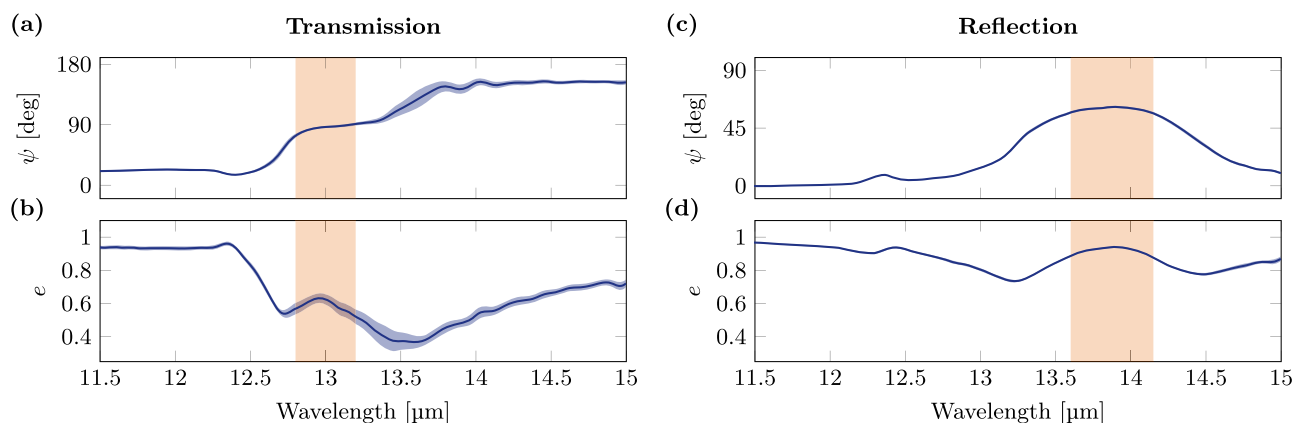 (a)
Transmission
180
90
0
ψ [deg]
(b)
1
0.8
0.6
0.4
e
11.5 12 12.5 13 13.5 14 14.5 15
Wavelength [µm]
(c)
Reflection
90
45
0
ψ [deg]
(d)
1
0.8
0.6
0.4
e
11.5 12 12.5 13 13.5 14 14.5 15
Wavelength [µm]